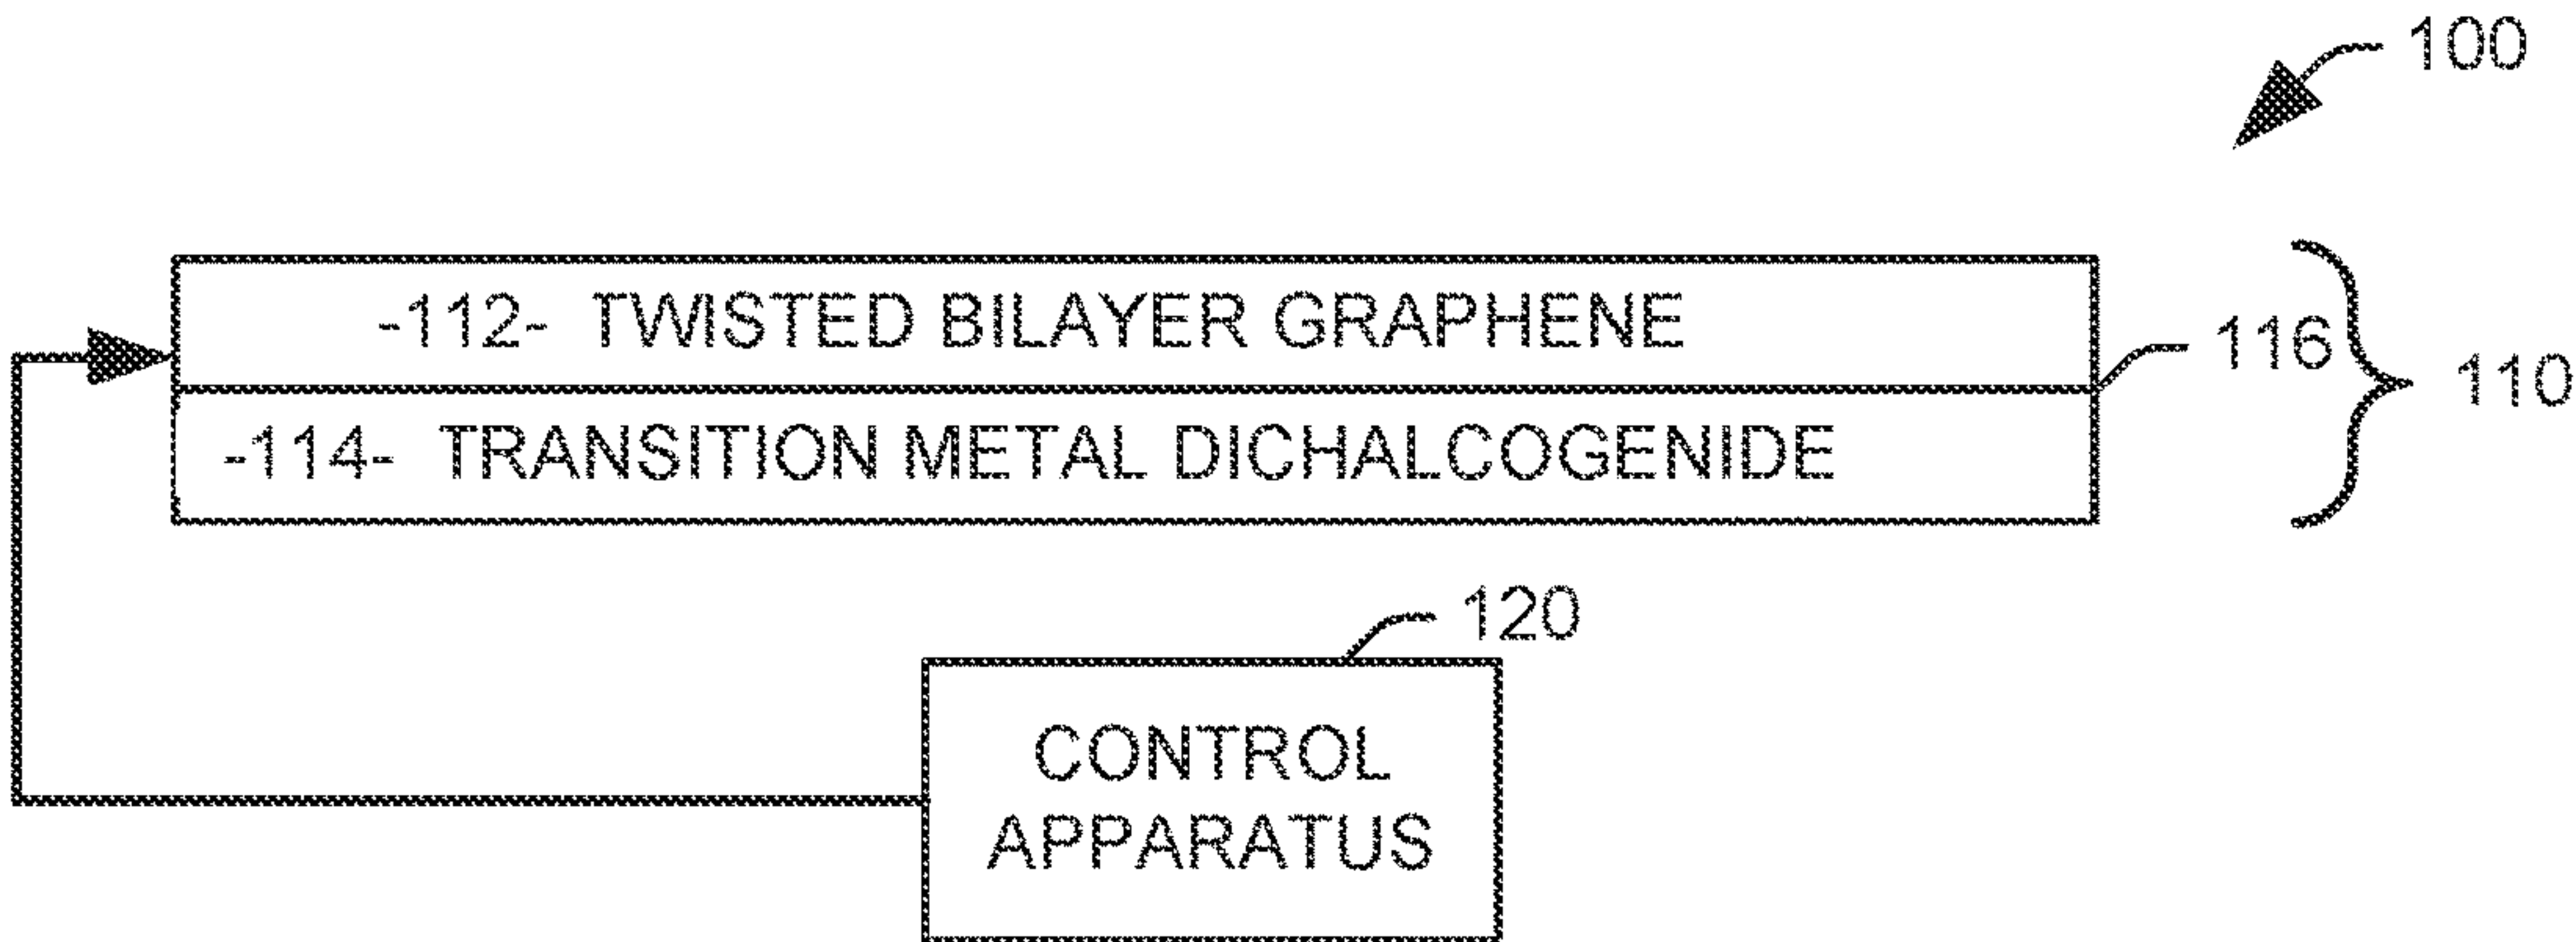 100
-112- TWISTED BILAYER GRAPHENE
116
110
-114- TRANSITION METAL DICHALCOGENIDE
120
CONTROL
APPARATUS